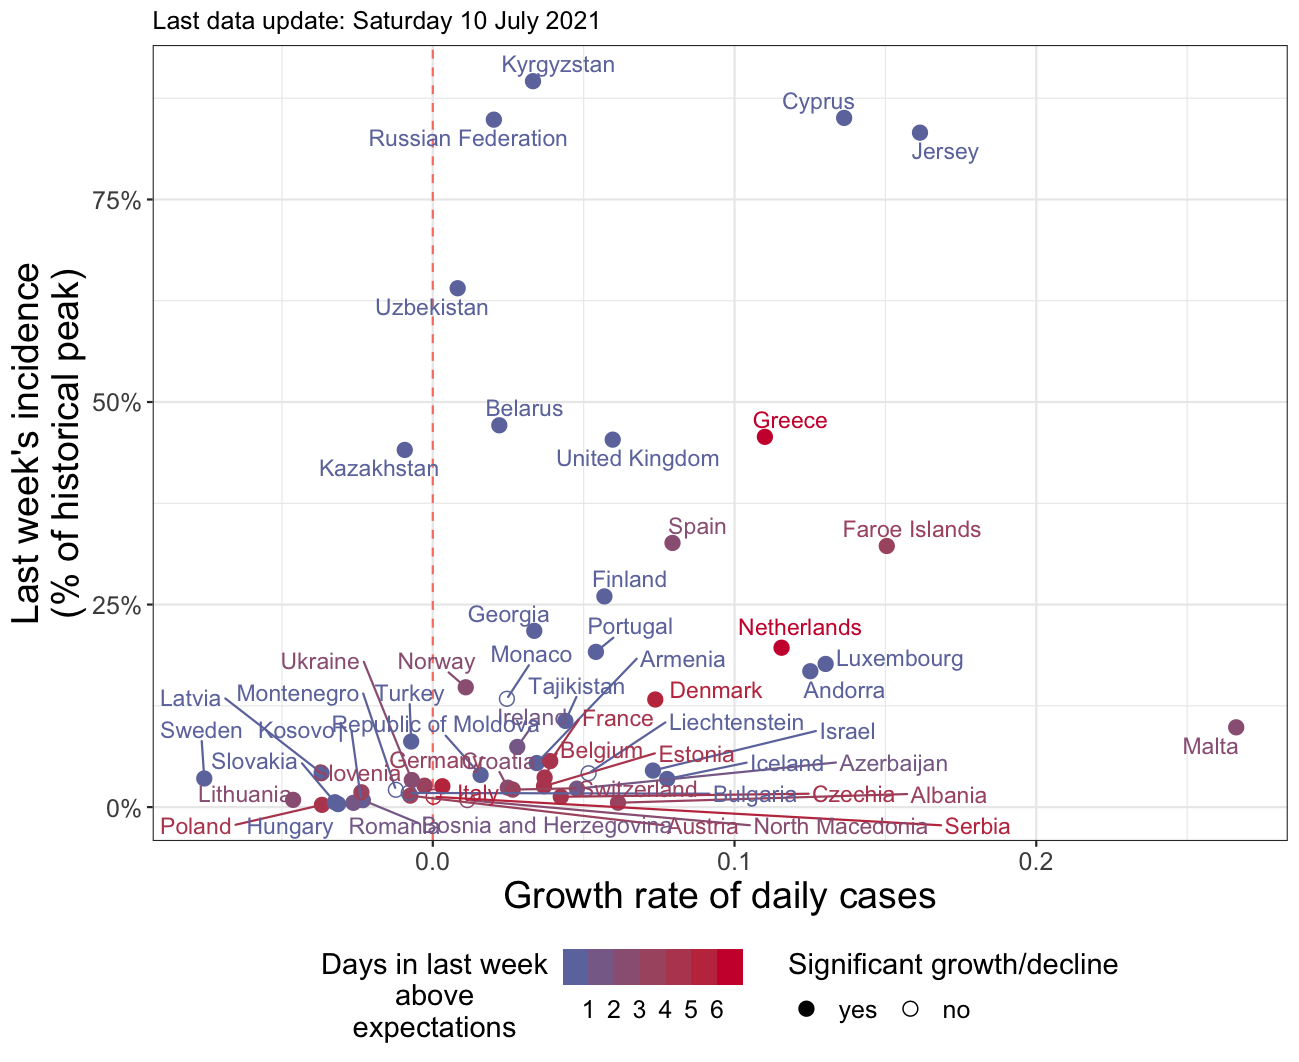 Last data update: Saturday 10 July 2021
Kyrgyzstan
Cyprus
Russian Federation
Jersey
75%
Uzbekistan
Last week's incidence
(% of historical peak)
50%
Belarus
Greece
United Kingdom
Kazakhstan
Spain
Faroe Islands
25%
Finland
Georgia
Portugal
Netherlands
Ukraine
Norway
Monaco
Armenia
Luxembourg
Latvia
Montenegro
Turkey
Tajikistan
Denmark
Andorra
Sweden
Kosovo
Republic of Moldova
Ireland
France
Liechtenstein
Israel
Malta
Slovakia
Slovenia
Germany
Croatia
Belgium
Estonia
Iceland
Azerbaijan
Lithuania
Italy
Switzerland
Bulgaria
Czechia
Albania
0%
Poland
Hungary
Romania
Bosnia and Herzegovina
Austria
North Macedonia
Serbia
0.0
0.1
0.2
Growth rate of daily cases
Days in last week
above
expectations
1 2 3 4 5 6
Significant growth/decline
yes
no